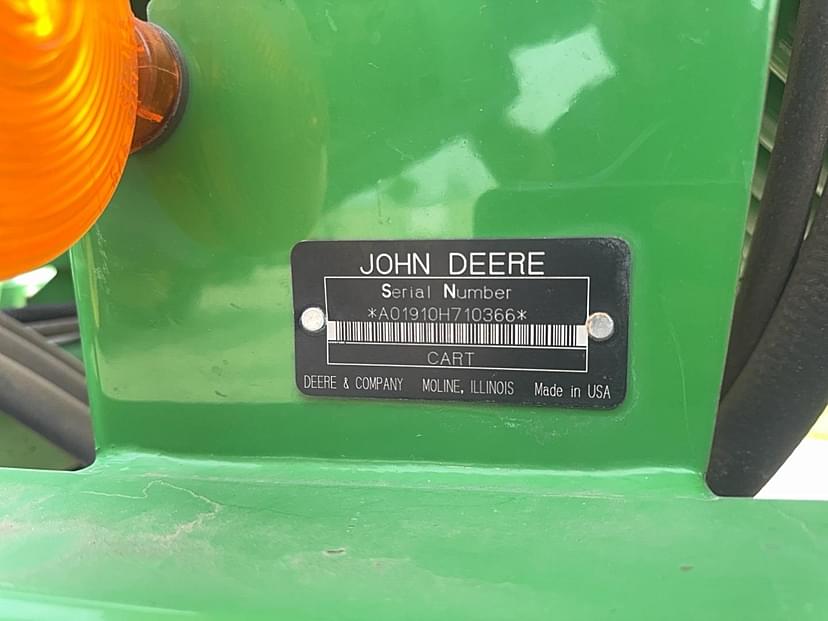 JOHN DEERE
Serial Number
*A01910H710366*
CART
DEERE & COMPANY MOLINE, ILLINOIS Made in USA